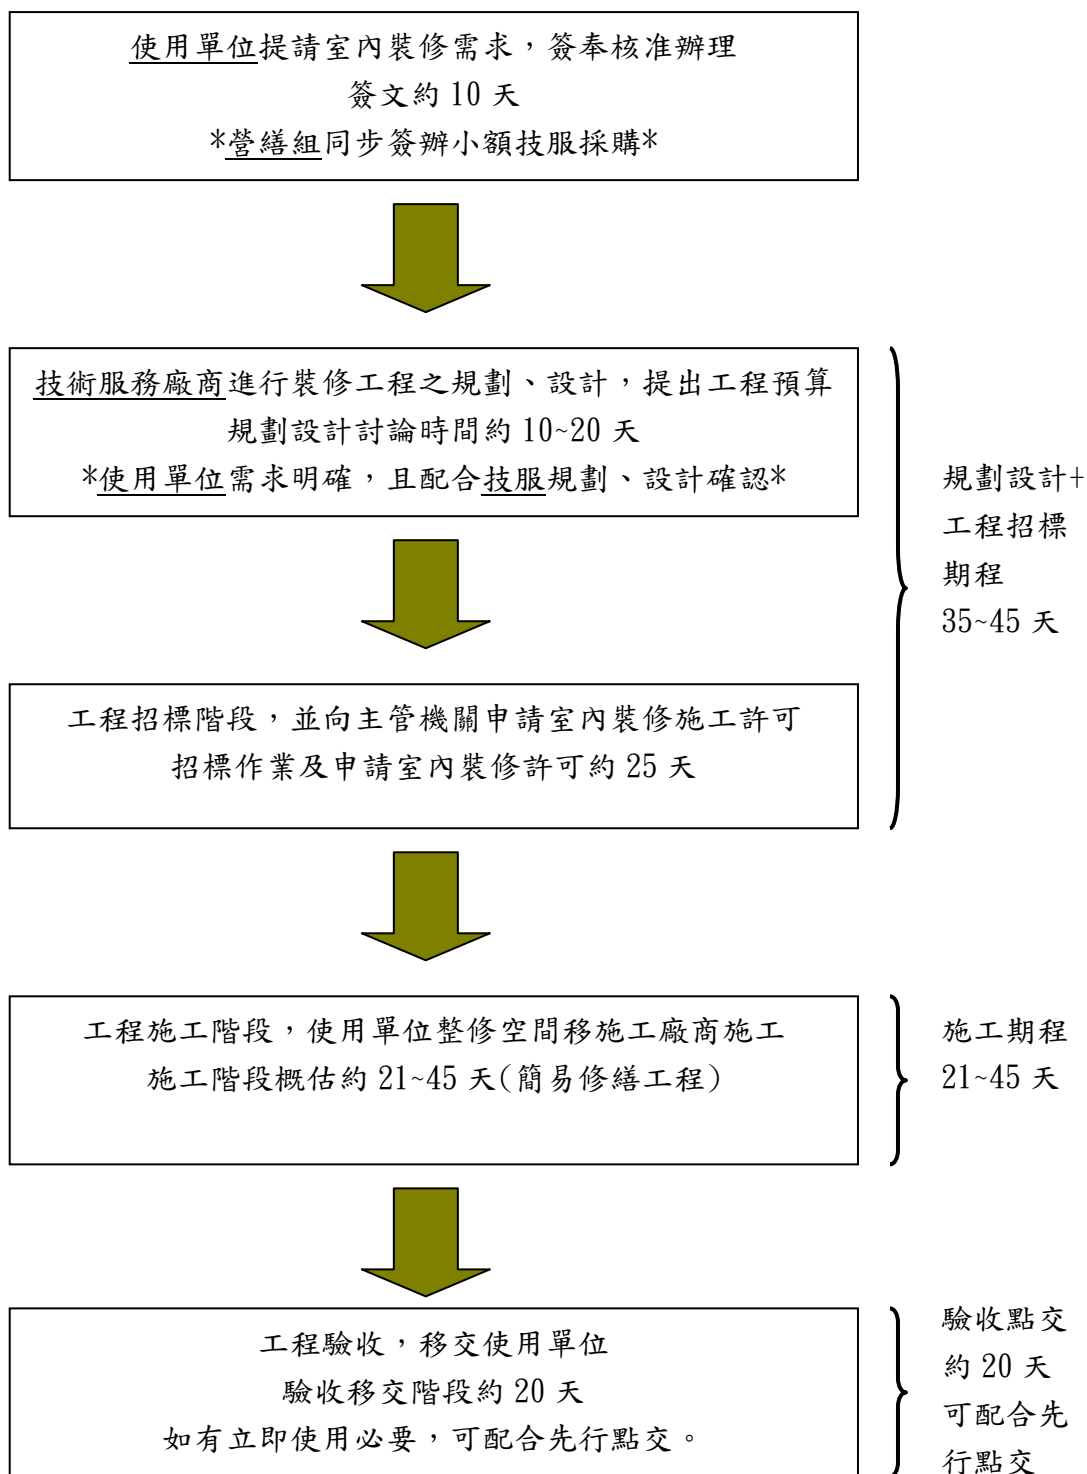 使用單位提請室內裝修需求，簽奉核准辦理
簽文約 10 天
*營繕組同步簽辦小額技服採購*
技術服務廠商進行裝修工程之規劃、設計，提出工程預算
規劃設計討論時間約 10~20 天
*使用單位需求明確，且配合技服規劃、設計確認*
規劃設計+
工程招標
期程
35~45 天
工程招標階段，並向主管機關申請室內裝修施工許可
招標作業及申請室內裝修許可約 25 天
工程施工階段，使用單位整修空間移施工廠商施工
施工階段概估約 21~45 天(簡易修繕工程)
施工期程
21~45 天
工程驗收，移交使用單位
驗收移交階段約 20 天
如有立即使用必要，可配合先行點交。
驗收點交
約 20 天
可配合先
行點交